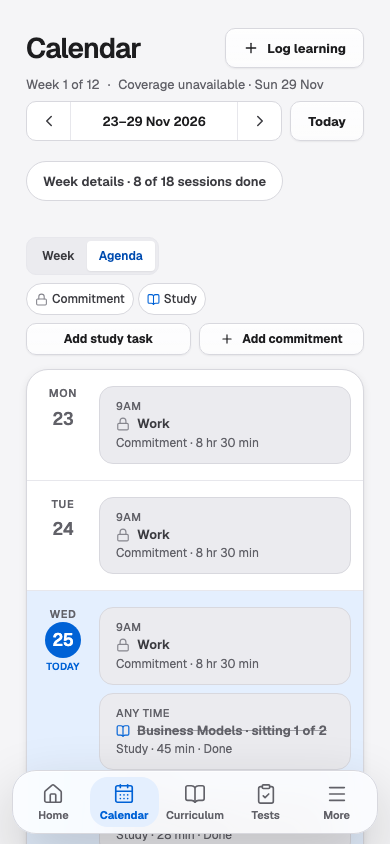 Calendar
Log learning
Week 1 of 12 · Coverage unavailable · Sun 29 Nov
23–29 Nov 2026
Today
Week details · 8 of 18 sessions done
Week
Agenda
Commitment
Study
Add study task
Add commitment
MON
23
9AM
Work
Commitment · 8 hr 30 min
TUE
24
9AM
Work
Commitment · 8 hr 30 min
WED
25
TODAY
9AM
Work
Commitment · 8 hr 30 min
ANY TIME
Business Models · sitting 1 of 2
Study · 45 min · Done
Home
Calendar
Curriculum
Tests
More
Study · 28 min · Done